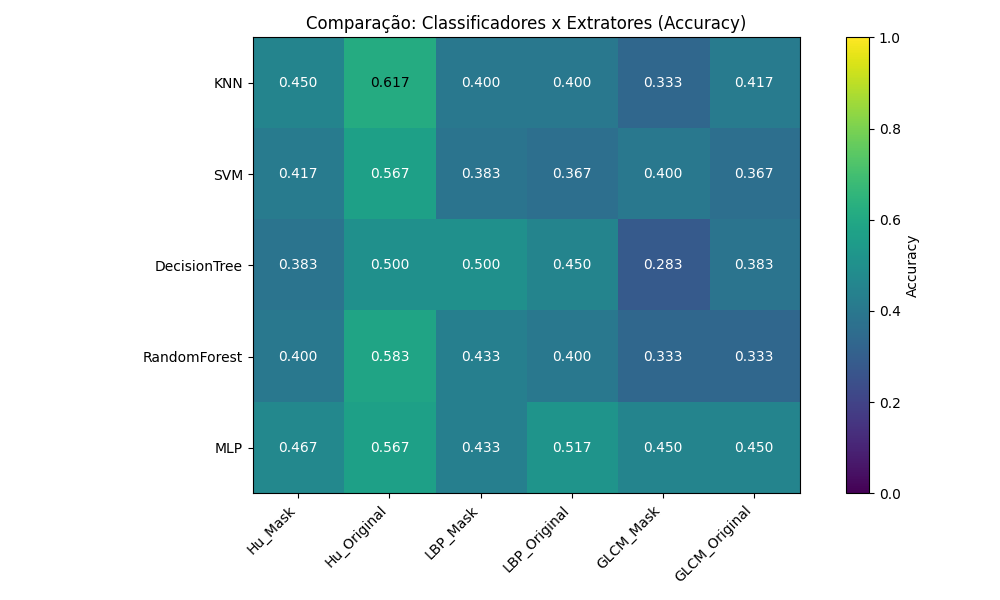 Comparação: Classificadores x Extratores (Accuracy)
KNN 0.450 0.617 0.400 0.400 0.333 0.417
SVM 0.417 0.567 0.383 0.367 0.400 0.367
DecisionTree 0.383 0.500 0.500 0.450 0.283 0.383
RandomForest 0.400 0.583 0.433 0.400 0.333 0.333
MLP 0.467 0.567 0.433 0.517 0.450 0.450
Hu_Mask
Hu_Original
LBP_Mask
LBP_Original
GLCM_Mask
GLCM_Original
1.0
0.8
0.6
0.4
0.2
0.0
Accuracy